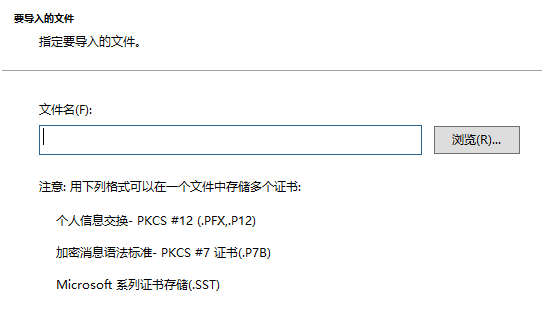 要导入的文件
指定要导入的文件。
文件名(F):
浏览(R)...
注意: 用下列格式可以在一个文件中存储多个证书:
个人信息交换- PKCS #12 (.PFX,.P12)
加密消息语法标准- PKCS #7 证书(.P7B)
Microsoft 系列证书存储(.SST)